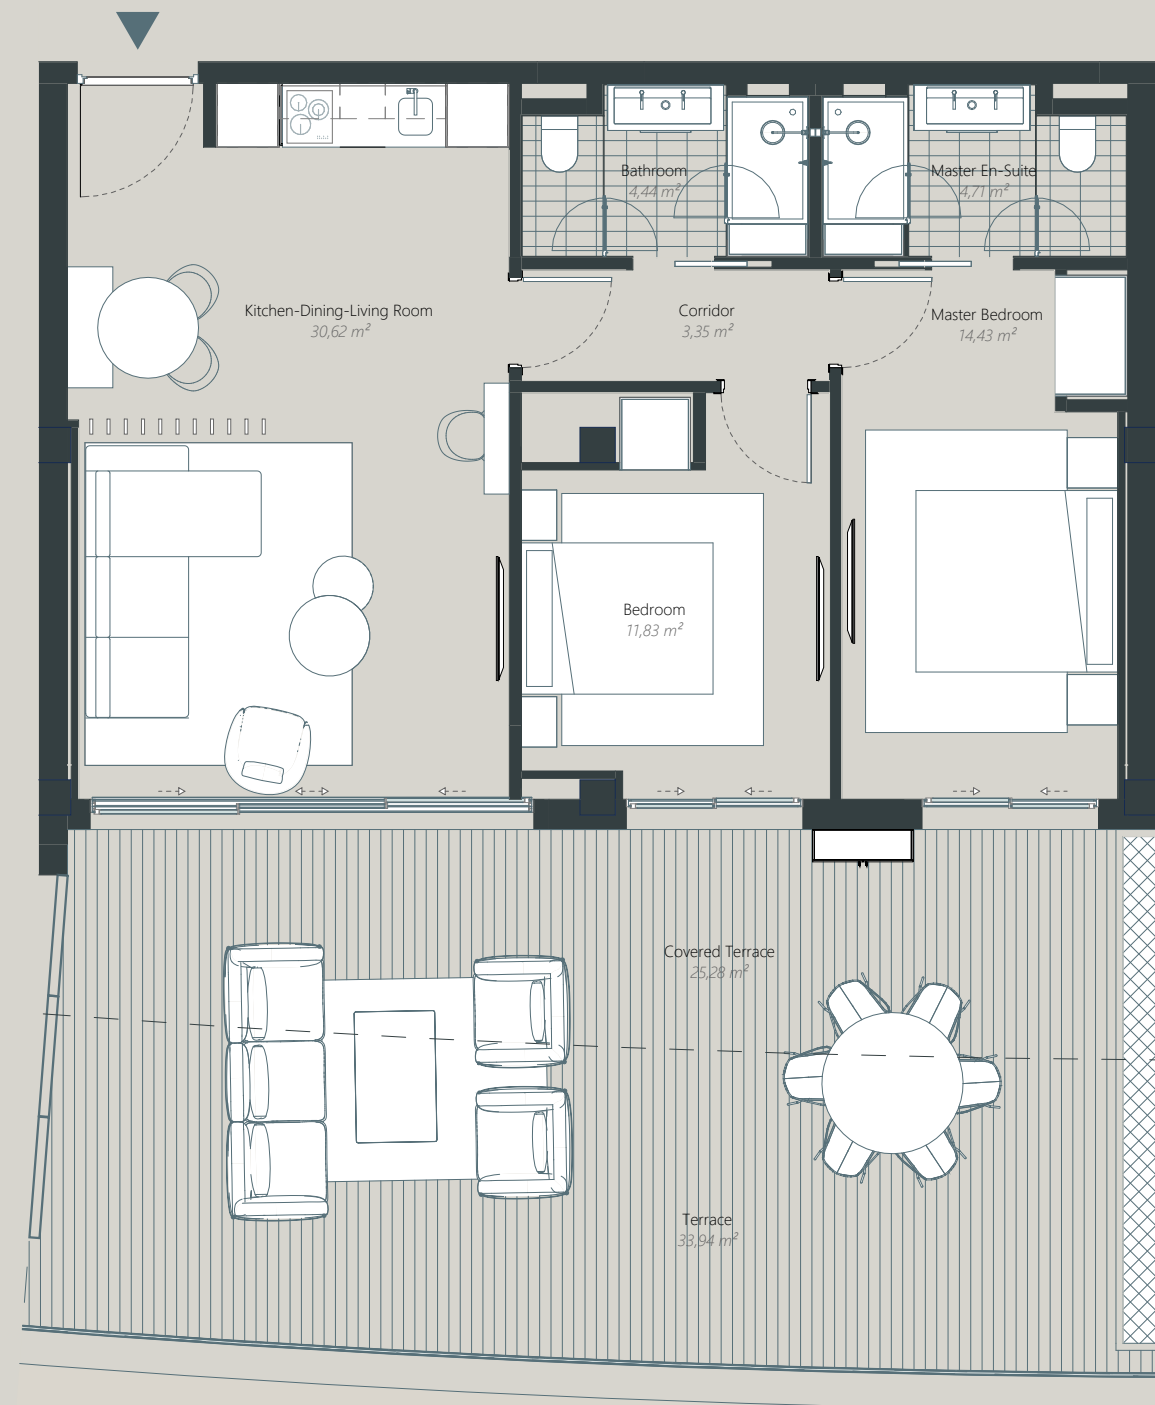 Bathroom
4,44 m²
Master En-Suite
4,71 m²
Kitchen-Dining-Living Room
30,62 m²
Corridor
3,35 m²
Master Bedroom
14,43 m²
Bedroom
11,83 m²
Covered Terrace
25,28 m²
Terrace
33,94 m²